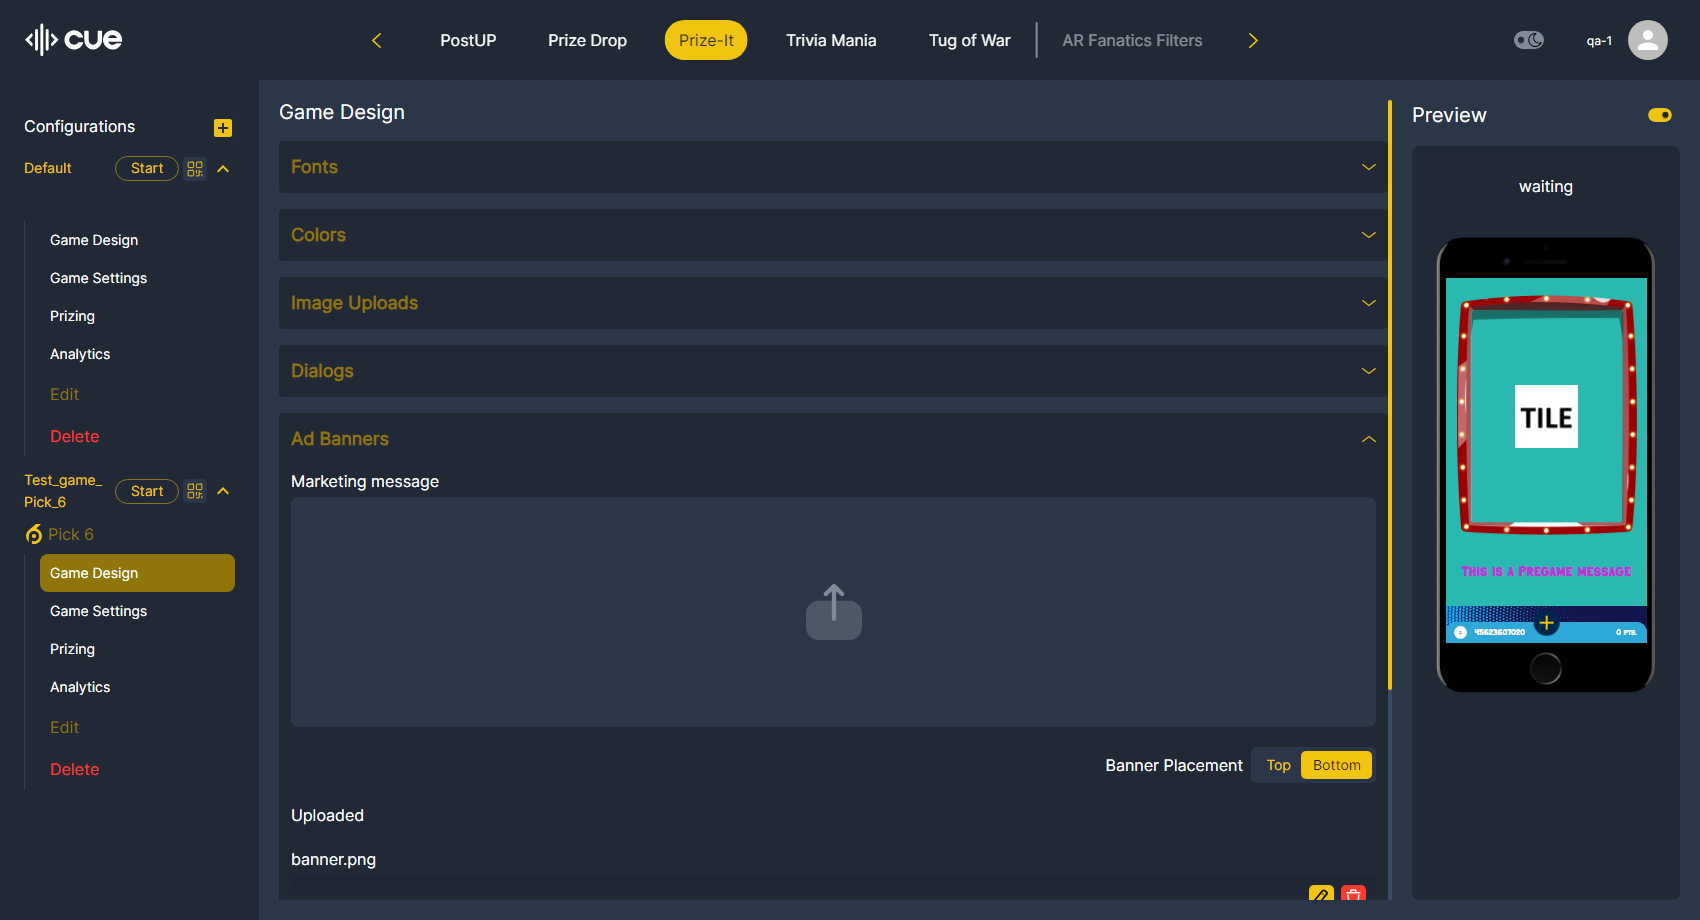 cue
PostUP
Prize Drop
Prize-It
Trivia Mania
Tug of War
AR Fanatics Filters
qa-1
Configurations
Default
Start
Game Design
Game Settings
Prizing
Analytics
Edit
Delete
Test_game_
Pick_6
Start
Pick 6
Game Design
Game Settings
Prizing
Analytics
Edit
Delete
Game Design
Fonts
Colors
Image Uploads
Dialogs
Ad Banners
Marketing message
Banner Placement
Top
Bottom
Uploaded
banner.png
Preview
waiting
TILE
This is a Pregame message
45623607020
0 PTS.